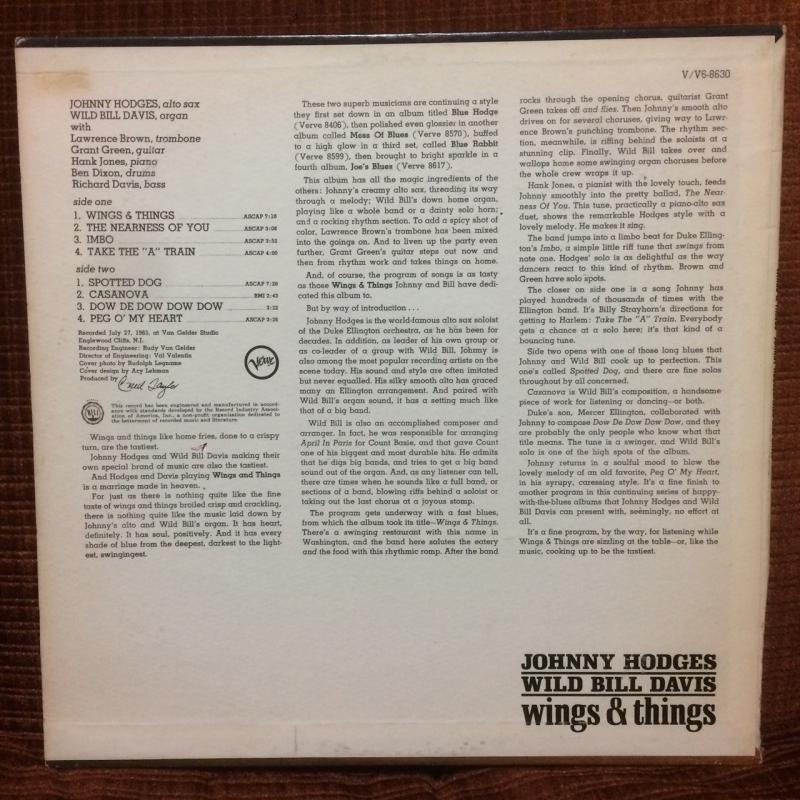 V/V6-8630
JOHNNY HODGES, alto sax
WILD BILL DAVIS, organ
with
Lawrence Brown, trombone
Grant Green, guitar
Hank Jones, piano
Ben Dixon, drums
Richard Davis, bass
side one
1. WINGS & THINGS ASCAP
2. THE NEARNESS OF YOU ASCAP
3. IMBO ASCAP
4. TAKE THE "A" TRAIN ASCAP
side two
1. SPOTTED DOG ASCAP
2. CASANOVA BMI 2:43
3. DOW DE DOW DOW DOW
4. PEG O' MY HEART ASCAP
Recorded July 27, 1965, at Van Gelder Studio
Englewood Cliffs, N.J.
Recording Engineer: Rudy Van Gelder
Director of Engineering: Val Valentin
Cover photo by Rudolph Legname
Cover design by Acy Lehman
Produced by Creed Taylor
Verve
This record has been engineered and manufactured in accord-
ance with standards developed by the Record Industry Associ-
ation of America, Inc., a non-profit organization dedicated to
the betterment of recorded music and literature.
Wings and things like home fries, done to a crispy
turn, are the tastiest.
Johnny Hodges and Wild Bill Davis making their
own special brand of music are also the tastiest.
And Hodges and Davis playing Wings and Things
is a marriage made in heaven.
For just as there is nothing quite like the fine
taste of wings and things broiled crisp and crackling,
there is nothing quite like the music laid down by
Johnny's alto and Wild Bill's organ. It has heart,
definitely. It has soul, positively. And it has every
shade of blue from the deepest, darkest to the light-
est, swingingest.
These two superb musicians are continuing a style
they first set down in an album titled Blue Hodge
(Verve 8406), then polished even glossier in another
album called Mess Of Blues (Verve 8570), buffed
to a high glow in a third set, called Blue Rabbit
(Verve 8599), then brought to bright sparkle in a
fourth album, Joe's Blues (Verve 8617).
This album has all the magic ingredients of the
others: Johnny's creamy alto sax, threading its way
through a melody; Wild Bill's down home organ,
playing like a whole band or a dainty solo horn;
and a rocking rhythm section. To add a spicy shot of
color, Lawrence Brown's trombone has been mixed
into the goings on. And to liven up the party even
further, Grant Green's guitar steps out now and
then from rhythm work and takes things on home.
And, of course, the program of songs is as tasty
as those Wings & Things Johnny and Bill have dedi-
cated this album to.
But by way of introduction . . .
Johnny Hodges is the world-famous alto sax soloist
of the Duke Ellington orchestra, as he has been for
decades. In addition, as leader of his own group or
as co-leader of a group with Wild Bill, Johnny is
also among the most popular recording artists on the
scene today. His sound and style are often imitated
but never equalled. His silky smooth alto has graced
many an Ellington arrangement. And paired with
Wild Bill's organ sound, it has a setting much like
that of a big band.
Wild Bill is also an accomplished composer and
arranger. In fact, he was responsible for arranging
April In Paris for Count Basie, and that gave Count
one of his biggest and most durable hits. He admits
that he digs big bands, and tries to get a big band
sound out of the organ. And, as any listener can tell,
there are times when he sounds like a full band, or
sections of a band, blowing riffs behind a soloist or
taking out the last chorus at a joyous stomp.
The program gets underway with a fast blues,
from which the album took its title—Wings & Things.
There's a swinging restaurant with this name in
Washington, and the band here salutes the eatery
and the food with this rhythmic romp. After the band
rocks through the opening chorus, guitarist Grant
Green takes off and flies. Then Johnny's smooth alto
drives on for several choruses, giving way to Lawr-
ence Brown's punching trombone. The rhythm sec-
tion, meanwhile, is riffing behind the soloists at a
stunning clip. Finally, Wild Bill takes over and
wallops home some swinging organ choruses before
the whole crew wraps it up.
Hank Jones, a pianist with the lovely touch, feeds
Johnny smoothly into the pretty ballad, The Near-
ness Of You. This tune, practically a piano-alto sax
duet, shows the remarkable Hodges style with a
lovely melody. He makes it sing.
The band jumps into a limbo beat for Duke Elling-
ton's Imbo, a simple little riff tune that swings from
note one. Hodges' solo is as delightful as the way
dancers react to this kind of rhythm. Brown and
Green have solo spots.
The closer on side one is a song Johnny has
played hundreds of thousands of times with the
Ellington band. It's Billy Strayhorn's directions for
getting to Harlem: Take The "A" Train. Everybody
gets a chance at a solo here; it's that kind of a
bouncing tune.
Side two opens with one of those long blues that
Johnny and Wild Bill cook up to perfection. This
one's called Spotted Dog, and there are fine solos
throughout by all concerned.
Casanova is Wild Bill's composition, a handsome
piece of work for listening or dancing—or both.
Duke's son, Mercer Ellington, collaborated with
Johnny to compose Dow De Dow Dow Dow, and they
are probably the only people who know what that
title means. The tune is a swinger, and Wild Bill's
solo is one of the high spots of the album.
Johnny returns in a soulful mood to blow the
lovely melody of an old favorite, Peg O' My Heart,
in his syrupy, caressing style. It's a fine finish to
another program in this continuing series of happy-
with-the-blues albums that Johnny Hodges and Wild
Bill Davis can present with, seemingly, no effort at
all.
It's a fine program, by the way, for listening while
Wings & Things are sizzling at the table—or, like the
music, cooking up to be the tastiest.
JOHNNY HODGES
WILD BILL DAVIS
wings & things